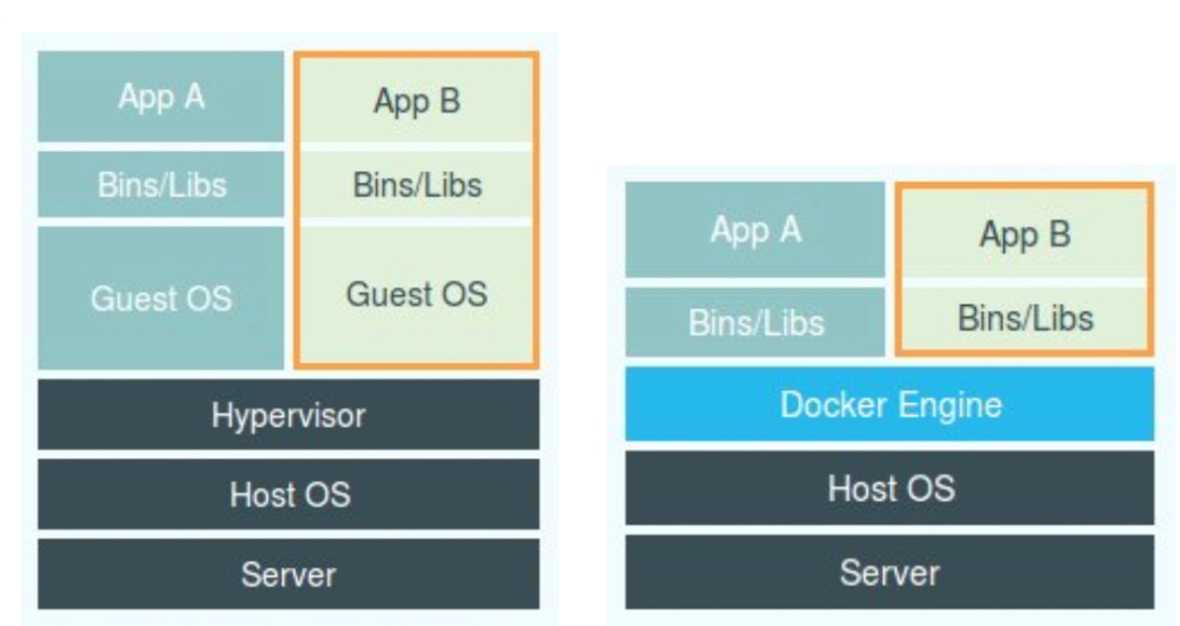 App A
App B
Bins/Libs
Bins/Libs
Guest OS
Guest OS
Hypervisor
Host OS
Server
App A
App B
Bins/Libs
Bins/Libs
Docker Engine
Host OS
Server